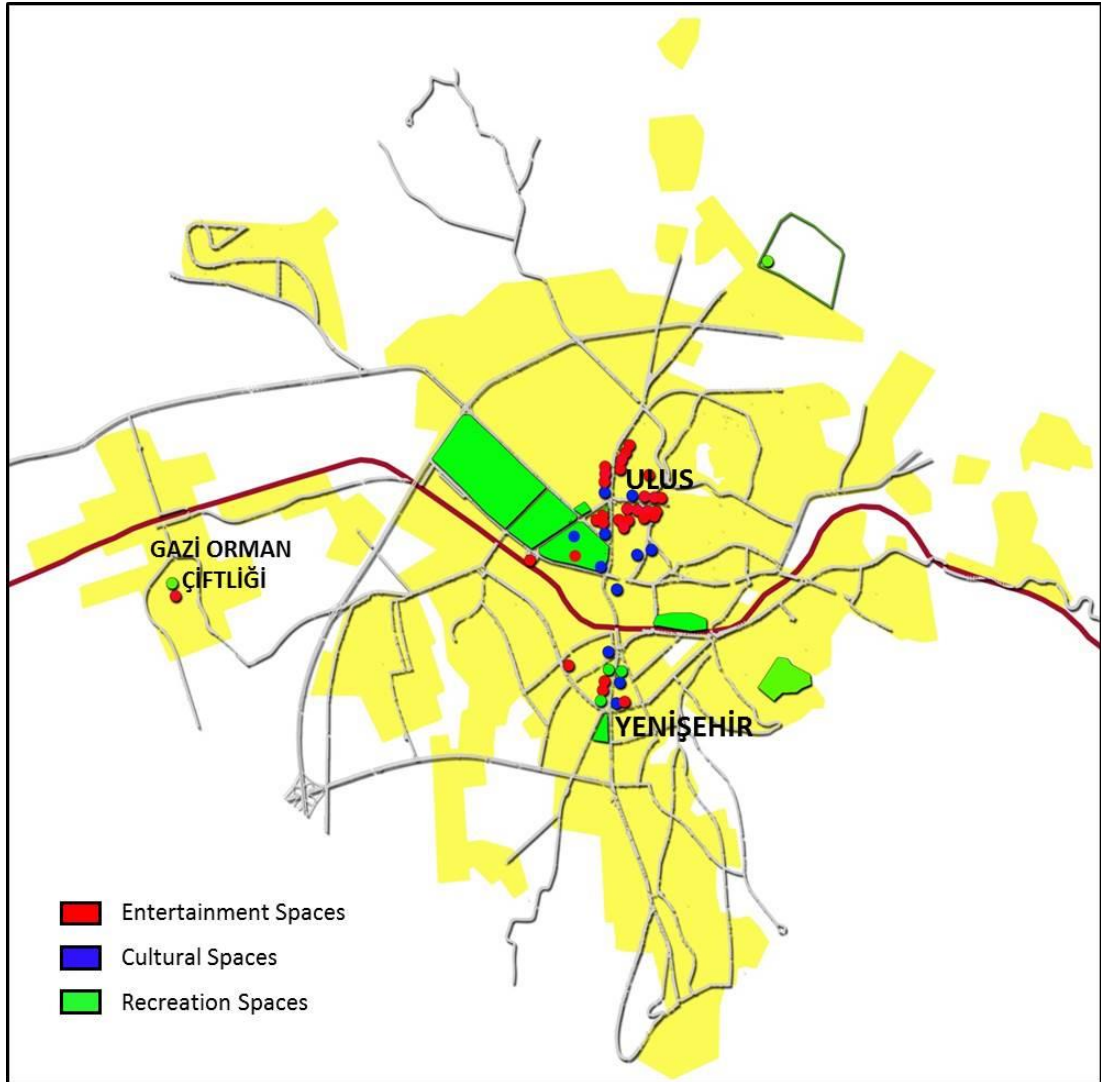 ULUS
GAZİ ORMAN
ÇİFTLİĞİ
YENİŞEHİR
Entertainment Spaces
Cultural Spaces
Recreation Spaces